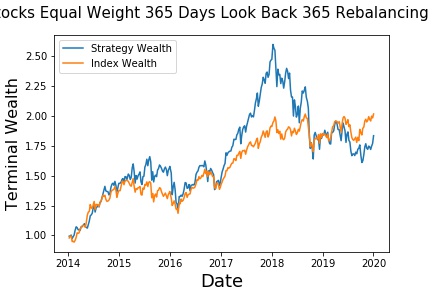 ocks Equal Weight 365 Days Look Back 365 Rebalancing
Strategy Wealth
Index Wealth
Terminal Wealth
2.50
2.25
2.00
1.75
1.50
1.25
1.00
2014 2015 2016 2017 2018 2019 2020
Date